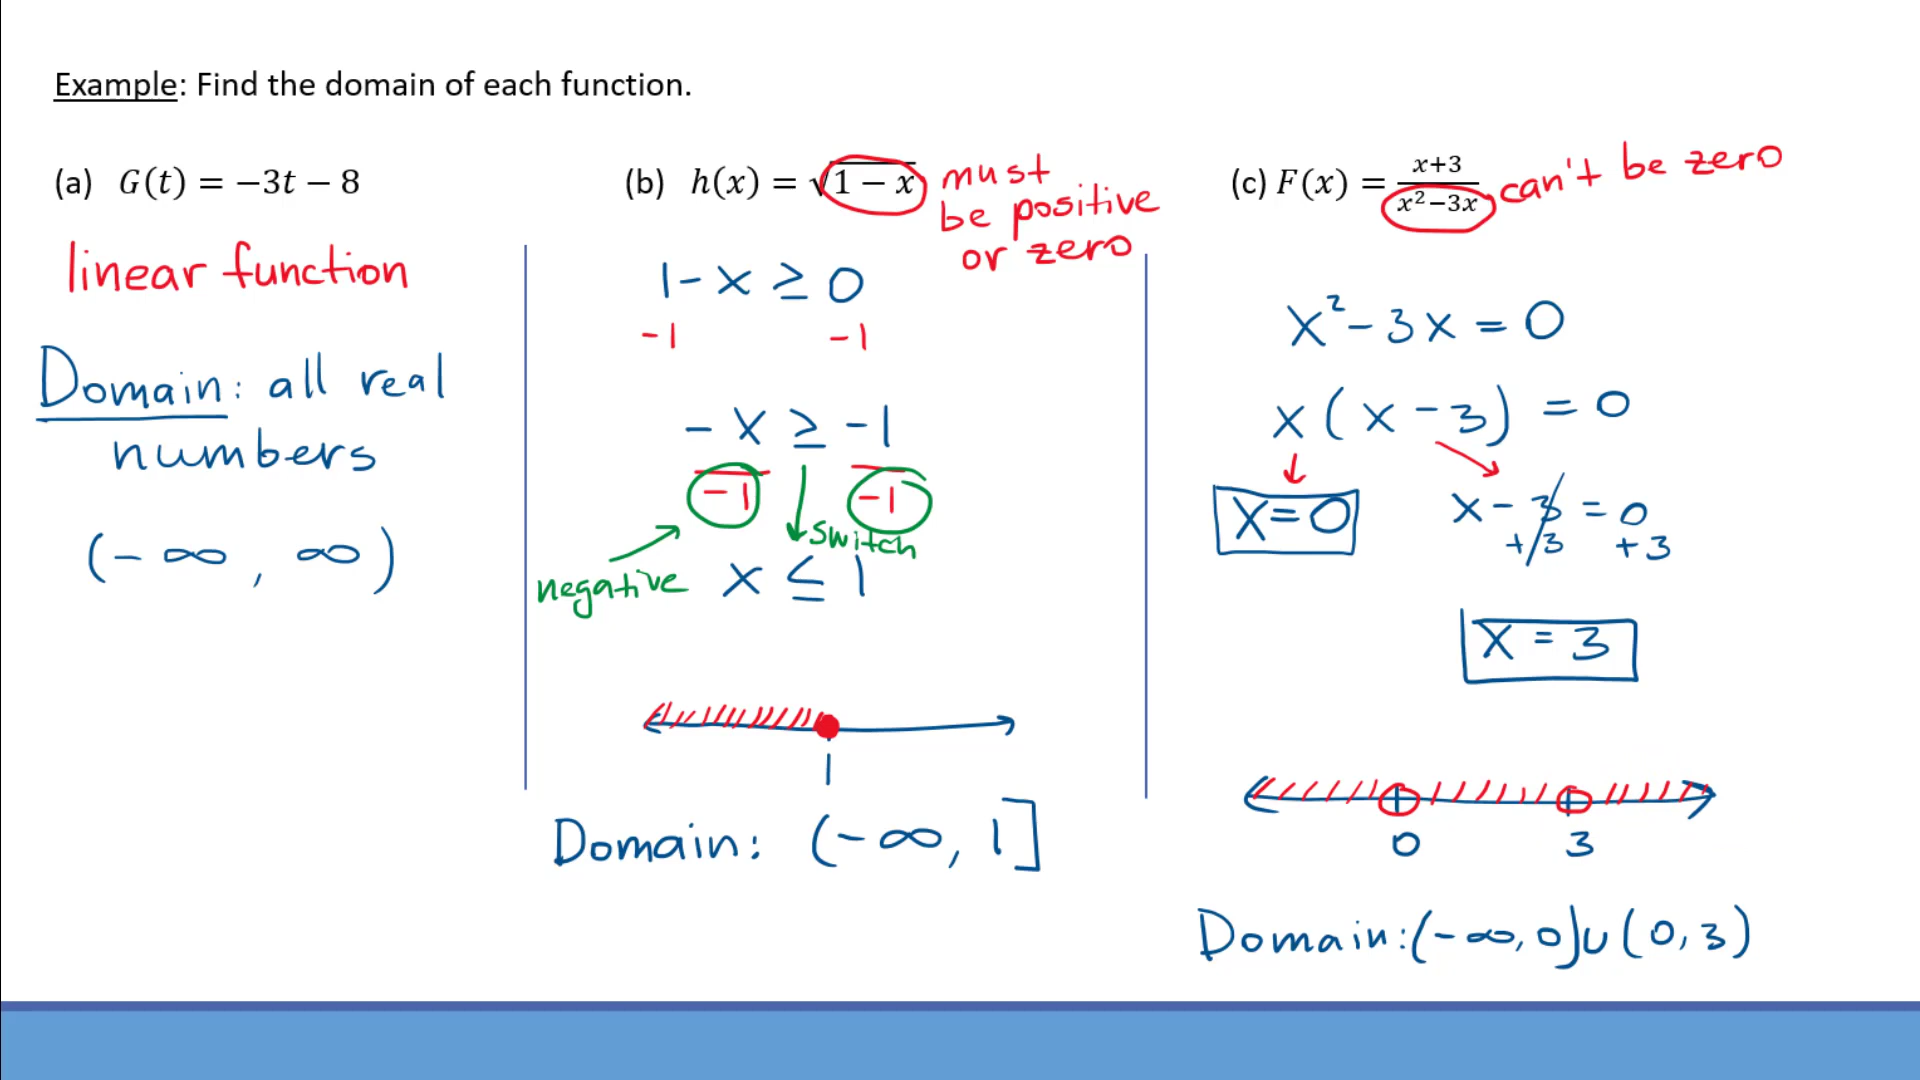 Example: Find the domain of each function.
(a) G(t) = −3t − 8
linear function
Domain: all real
numbers
(-∞, ∞)
(b) h(x) = √1 − x
must
be positive
or zero
1-x ≥ 0
-1 -1
-x ≥ -1
-1 -1
switch
negative
x ≤ 1
1
Domain: (-∞, 1]
(c) F(x) = x+3
x²−3x
can't be zero
x²-3x = 0
x(x-3) = 0
x=0
x-3 = 0
+3 +3
x = 3
0 3
Domain: (-∞, 0)∪(0, 3)